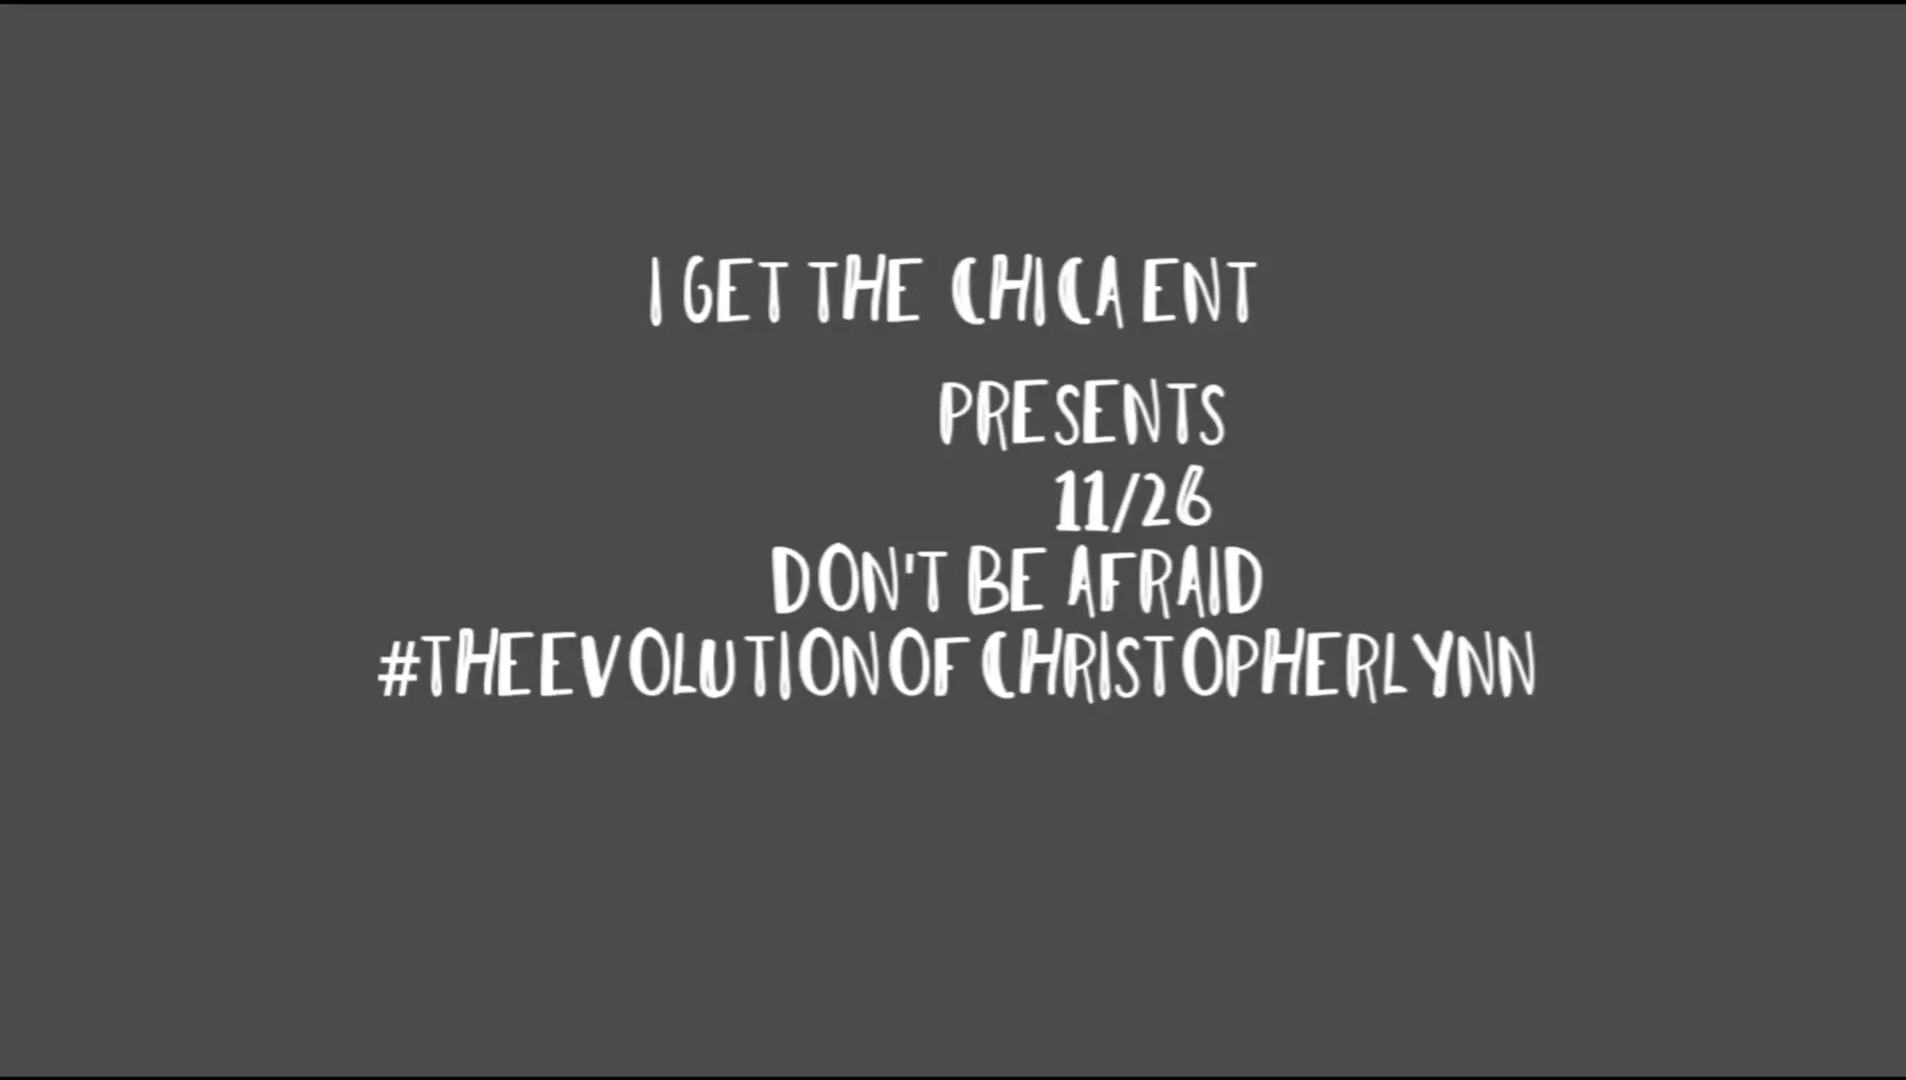 I GET THE CHICA ENT
PRESENTS
11/26
DON'T BE AFRAID
#THEEVOLUTIONOFCHRISTOPHERLYNN